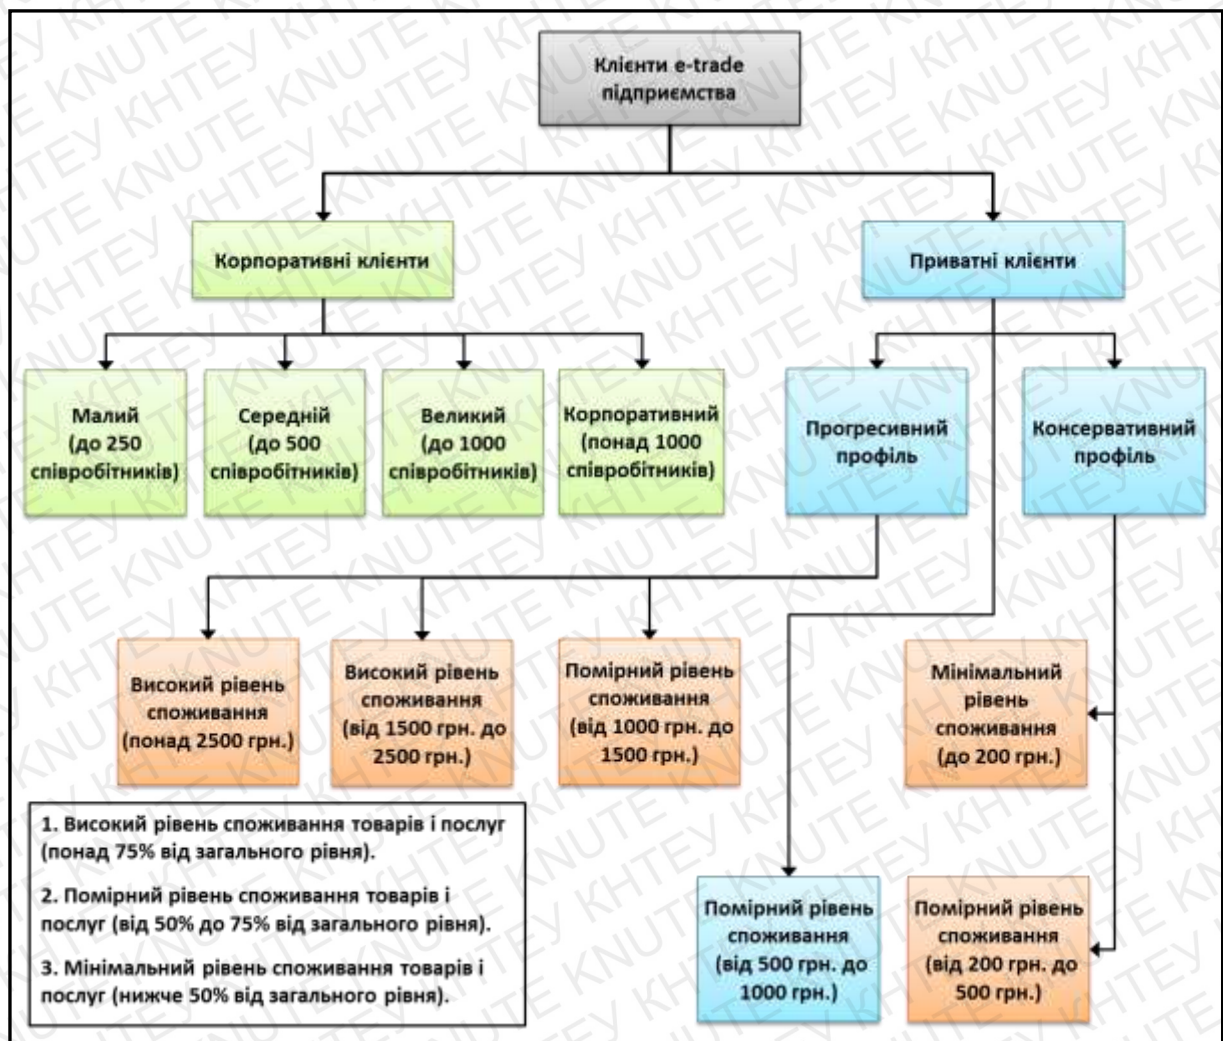 Клієнти e-trade
підприємства
Корпоративні клієнти
Приватні клієнти
Малий
(до 250
співробітників)
Середній
(до 500
співробітників)
Великий
(до 1000
співробітників)
Корпоративний
(понад 1000
співробітників)
Прогресивний
профіль
Консервативний
профіль
Високий рівень
споживання
(понад 2500 грн.)
Високий рівень
споживання
(від 1500 грн. до
2500 грн.)
Помірний рівень
споживання
(від 1000 грн. до
1500 грн.)
Мінімальний
рівень
споживання
(до 200 грн.)
1. Високий рівень споживання товарів і послуг
(понад 75% від загального рівня).
2. Помірний рівень споживання товарів і
послуг (від 50% до 75% від загального рівня).
3. Мінімальний рівень споживання товарів і
послуг (нижче 50% від загального рівня).
Помірний рівень
споживання
(від 500 грн. до
1000 грн.)
Помірний рівень
споживання
(від 200 грн. до
500 грн.)
KNUTE КНТЕУ